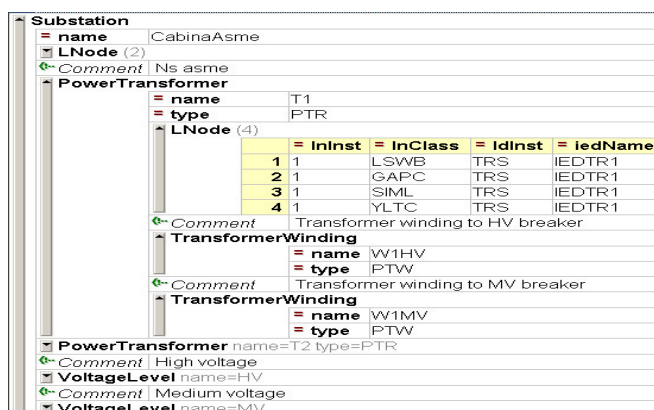 Substation
= name CabinaAsme
LNode (2)
Comment Ns asme
PowerTransformer
= name T1
= type PTR
LNode (4)
= lnInst = lnClass = ldInst = iedName
1 1 LSWB TRS IEDTR1
2 1 GAPC TRS IEDTR1
3 1 SIML TRS IEDTR1
4 1 YLTC TRS IEDTR1
Comment Transformer winding to HV breaker
TransformerWinding
= name W1HV
= type PTW
Comment Transformer winding to MV breaker
TransformerWinding
= name W1MV
= type PTW
PowerTransformer name=T2 type=PTR
Comment High voltage
VoltageLevel name=HV
Comment Medium voltage
VoltageLevel name=MV